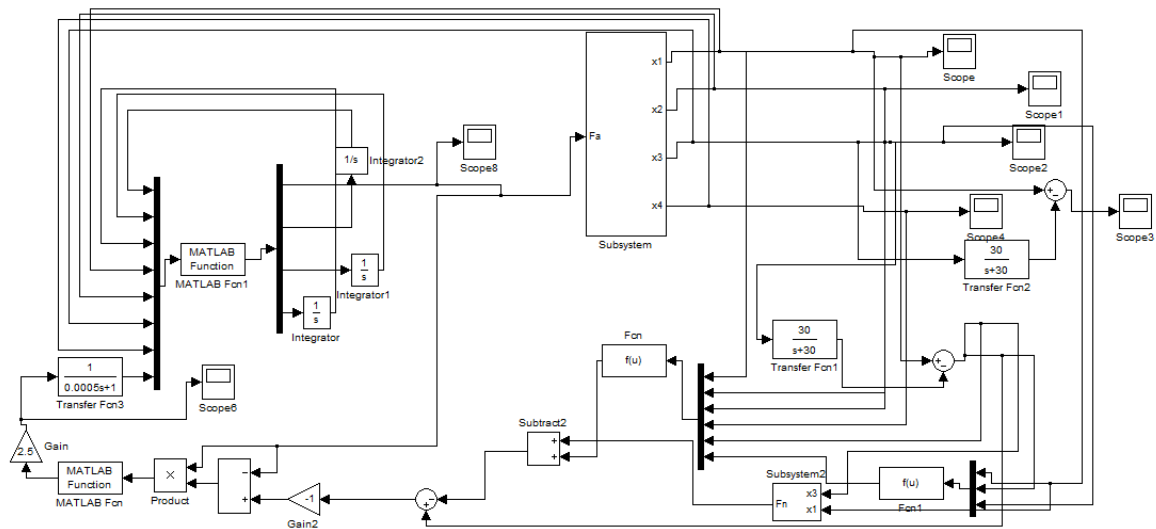 x1
Scope
x2
Scope1
Fa
x3
Scope2
x4
Scope4
Subsystem
Scope3
1/s
Integrator2
Scope8
MATLAB
Function
MATLAB Fcn1
1
s
Integrator1
1
s
Integrator
30
s+30
Transfer Fcn2
+
−
30
s+30
Transfer Fcn1
+
−
Fcn
f(u)
1
0.0005s+1
Transfer Fcn3
Scope6
2.5
Gain
MATLAB
Function
MATLAB Fcn
×
Product
−
+
-1
Gain2
+
−
Subtract2
+
+
Subsystem2
x3
Fn
x1
f(u)
Fcn1